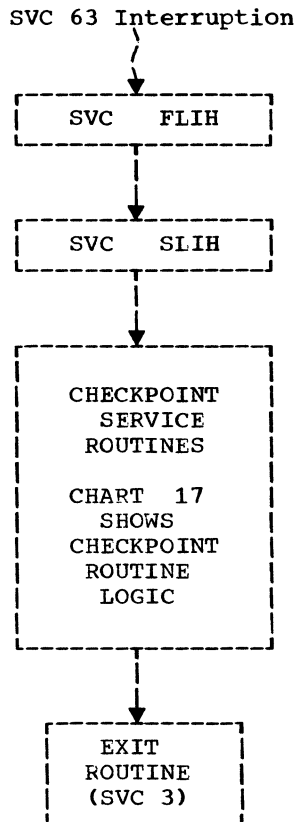 SVC 63 Interruption
SVC FLIH
SVC SLIH
CHECKPOINT
SERVICE
ROUTINES
CHART 17
SHOWS
CHECKPOINT
ROUTINE
LOGIC
EXIT
ROUTINE
(SVC 3)